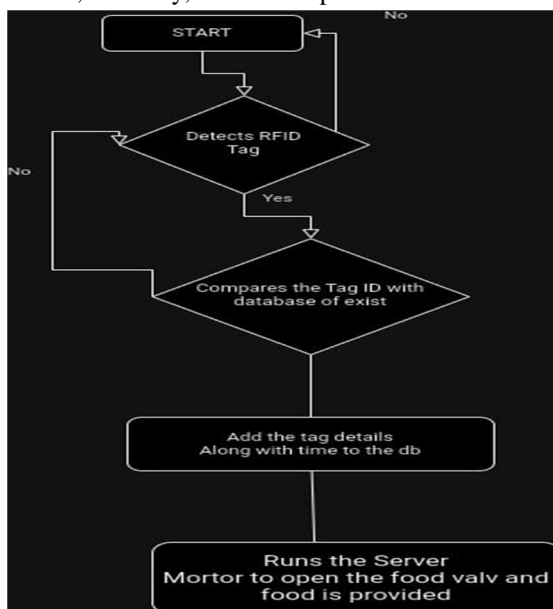 No
START
Detects RFID
Tag
No
Yes
Compares the Tag ID with
database of exist
Add the tag details
Along with time to the db
Runs the Server
Mortor to open the food valv and
food is provided